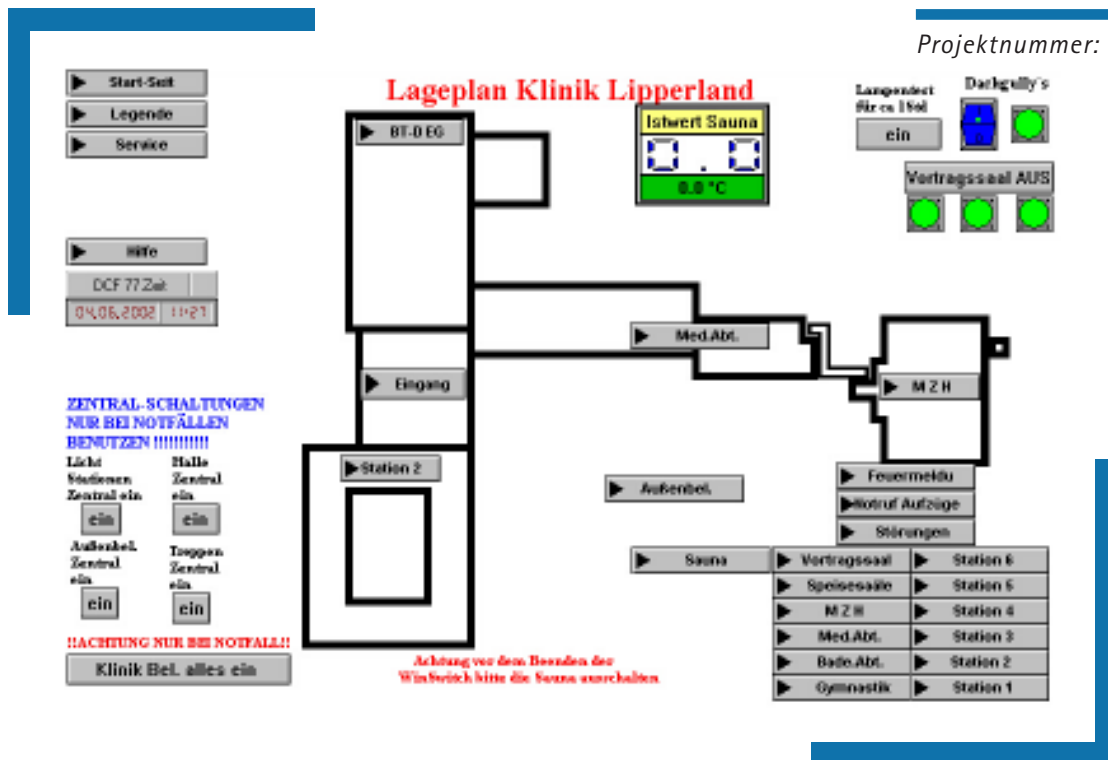 Projektnummer:
Start-Seit
Legende
Service
Lageplan Klinik Lipperland
BT-D EG
Istwert Sauna
0.0
0.0 °C
Lampentest
für ca 15
ein
Dachgully´s
Vortragssaal AUS
Hilfe
DCF 77 Zeit
04.06.2002 11:27
Med.Abt.
Eingang
M Z H
ZENTRAL-SCHALTUNGEN
NUR BEI NOTFÄLLEN
BENUTZEN !!!!!!!!!!!
Licht
Stationen
Zentral ein
ein
Halle
Zentral
ein
ein
Außenbel.
Zentral
ein
ein
Treppen
Zentral
ein
ein
!!ACHTUNG NUR BEI NOTFALL!!
Klinik Bel. alles ein
Station 2
Außenbel.
Feuermeldu
Notruf Aufzüge
Störungen
Sauna
Vortragssaal
Station 6
Speisesaäle
Station 5
M Z H
Station 4
Med.Abt.
Station 3
Bade.Abt.
Station 2
Gymnastik
Station 1
Achtung vor dem Beenden der
WinSwitch bitte die Sauna ausschalten